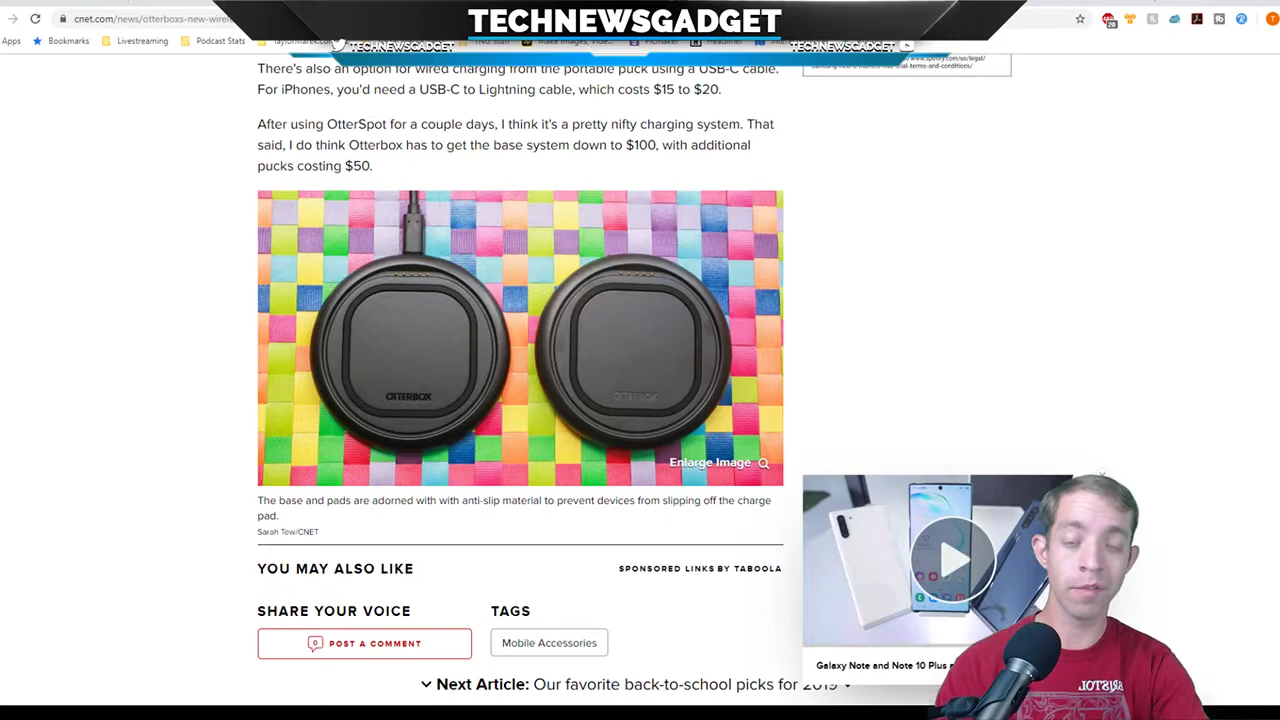 TECHNEWSGADGET
cnet.com/news/otterboxs-new-wirele
20
T
Apps
Bookmarks
Livestreaming
Podcast Stats
TECHNEWSGADGET
TECHNEWSGADGET
There's also an option for wired charging from the portable puck using a USB-C cable.
For iPhones, you'd need a USB-C to Lightning cable, which costs $15 to $20.
After using OtterSpot for a couple days, I think it's a pretty nifty charging system. That
said, I do think Otterbox has to get the base system down to $100, with additional
pucks costing $50.
OTTERBOX
OTTERBOX
Enlarge Image
The base and pads are adorned with with anti-slip material to prevent devices from slipping off the charge
pad.
Sarah Tew/CNET
YOU MAY ALSO LIKE
SPONSORED LINKS BY TABOOLA
SHARE YOUR VOICE
TAGS
0 POST A COMMENT
Mobile Accessories
Galaxy Note and Note 10 Plus
Next Article: Our favorite back-to-school picks for 2019